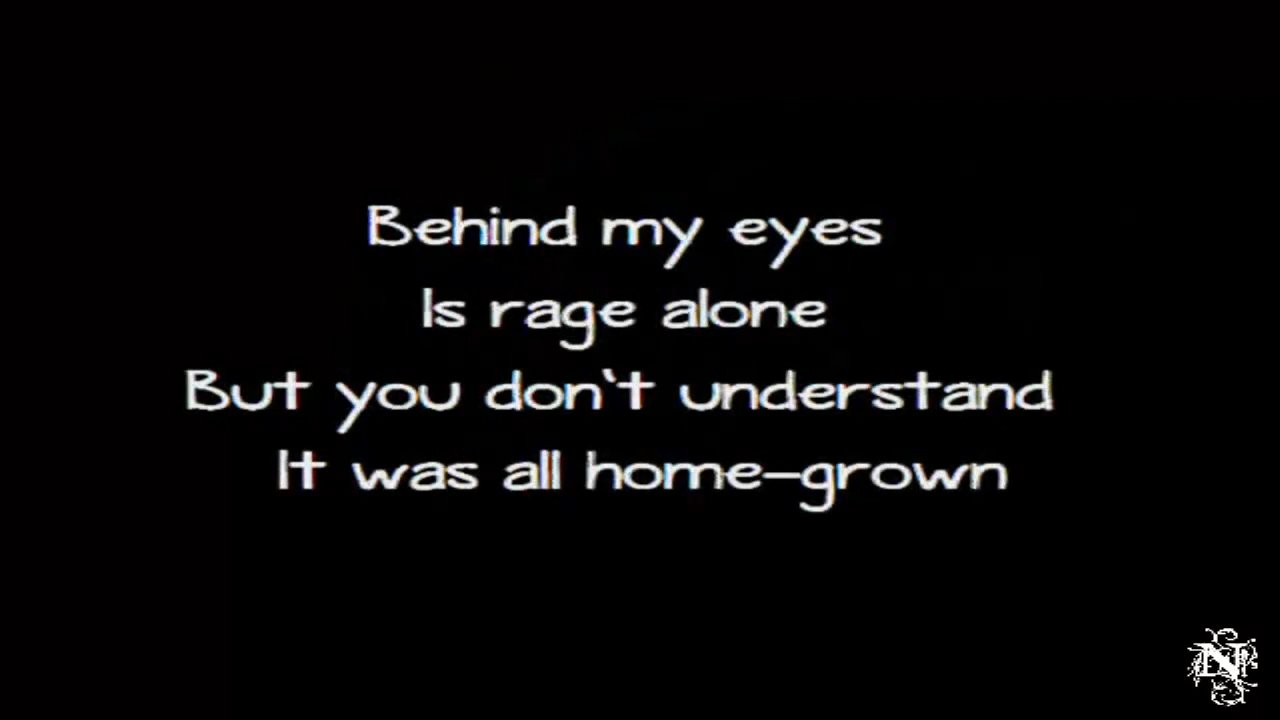 Behind my eyes
Is rage alone
But you don't understand
It was all home-grown
N